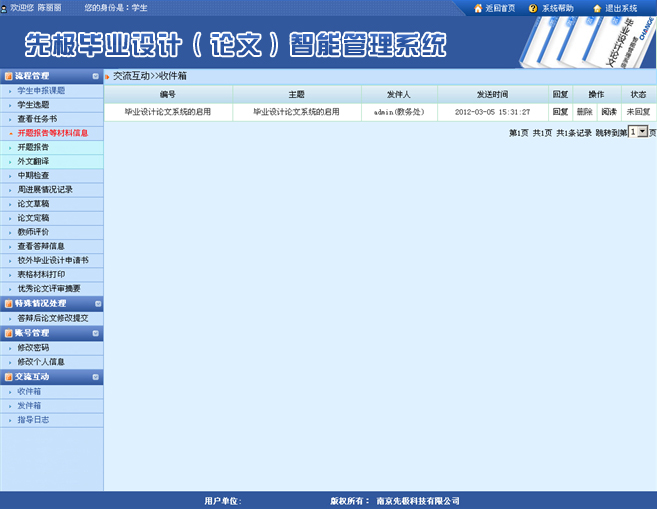 欢迎您 陈丽丽 您的身份是：学生 返回首页 系统帮助 退出系统
先极毕业设计（论文）智能管理系统
流程管理
学生申报课题
学生选题
查看任务书
开题报告等材料信息
开题报告
外文翻译
中期检查
周进展情况记录
论文草稿
论文定稿
教师评价
查看答辩信息
校外毕业设计申请书
表格材料打印
优秀论文评审摘要
特殊情况处理
答辩后论文修改提交
账号管理
修改密码
修改个人信息
交流互动
收件箱
发件箱
指导日志
交流互动>>收件箱
编号 主题 发件人 发送时间 回复 操作 状态
毕业设计论文系统的启用 毕业设计论文系统的启用 admin(教务处) 2012-03-05 15:31:27 回复 删除 阅读 未回复
第1页 共1页 共1条记录 跳转到第 1 页
用户单位: 版权所有： 南京先极科技有限公司